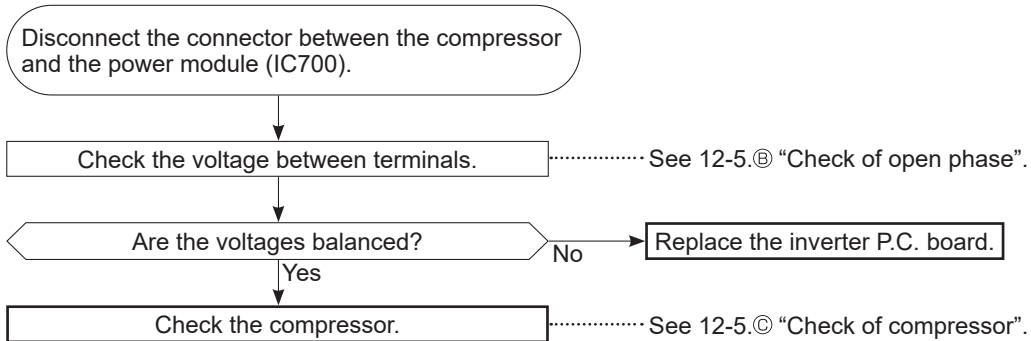 Disconnect the connector between the compressor
and the power module (IC700).
Check the voltage between terminals.
See 12-5.Ⓑ “Check of open phase”.
Are the voltages balanced?
No
Replace the inverter P.C. board.
Yes
Check the compressor.
See 12-5.Ⓒ “Check of compressor”.